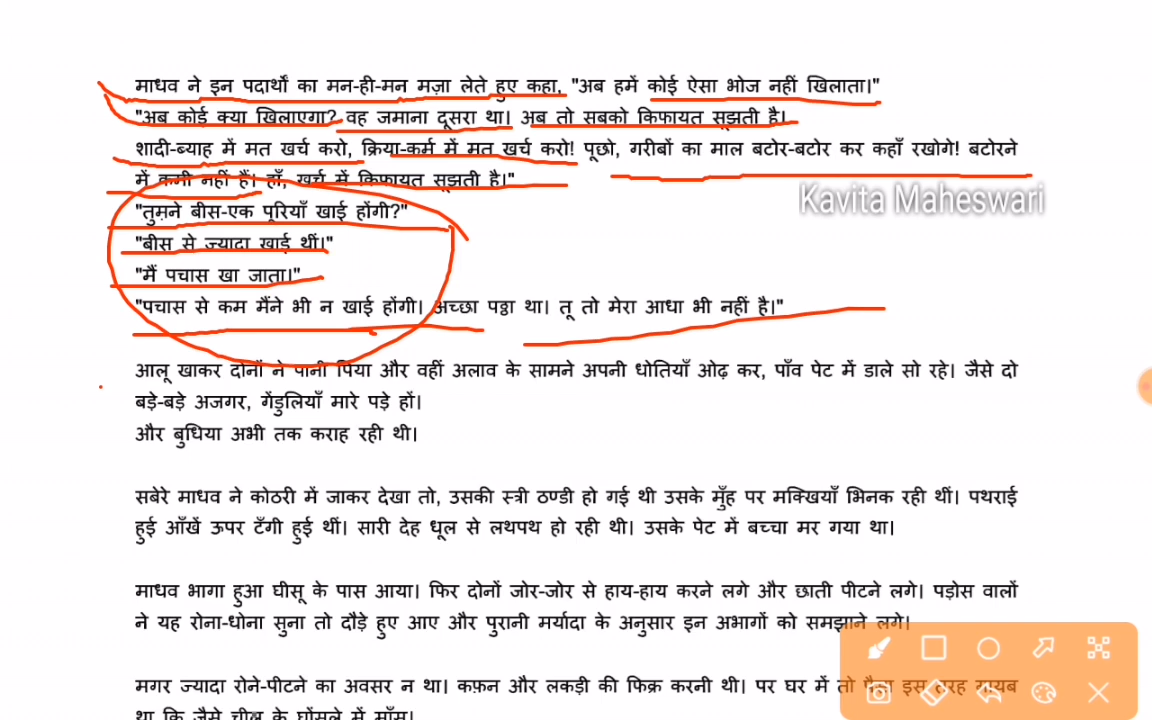 माधव ने इन पदार्थों का मन-ही-मन मज़ा लेते हुए कहा, "अब हमें कोई ऐसा भोज नहीं खिलाता।"
"अब कोई क्या खिलाएगा? वह जमाना दूसरा था। अब तो सबको किफायत सूझती है।
शादी-ब्याह में मत खर्च करो, क्रिया-कर्म में मत खर्च करो! पूछो, गरीबों का माल बटोर-बटोर कर कहाँ रखोगे! बटोरने
में कमी नहीं हैं। हाँ, खर्च में किफायत सूझती है।"
Kavita Maheswari
"तुमने बीस-एक पूरियाँ खाई होंगी?"
"बीस से ज्यादा खाई थीं।"
"मैं पचास खा जाता।"
"पचास से कम मैंने भी न खाई होंगी। अच्छा पट्ठा था। तू तो मेरा आधा भी नहीं है।"
आलू खाकर दोनों ने पानी पिया और वहीं अलाव के सामने अपनी धोतियाँ ओढ़ कर, पाँव पेट में डाले सो रहे। जैसे दो
बड़े-बड़े अजगर, गेंडुलियाँ मारे पड़े हों।
और बुधिया अभी तक कराह रही थी।
सबेरे माधव ने कोठरी में जाकर देखा तो, उसकी स्त्री ठण्डी हो गई थी उसके मुँह पर मक्खियाँ भिनक रही थीं। पथराई
हुई आँखें ऊपर टँगी हुई थीं। सारी देह धूल से लथपथ हो रही थी। उसके पेट में बच्चा मर गया था।
माधव भागा हुआ घीसू के पास आया। फिर दोनों जोर-जोर से हाय-हाय करने लगे और छाती पीटने लगे। पड़ोस वालों
ने यह रोना-धोना सुना तो दौड़े हुए आए और पुरानी मर्यादा के अनुसार इन अभागों को समझाने लगे।
मगर ज्यादा रोने-पीटने का अवसर न था। कफ़न और लकड़ी की फिक्र करनी थी। पर घर में तो पैसा इस तरह गायब
था कि जैसे चील के घोंसले में माँस।